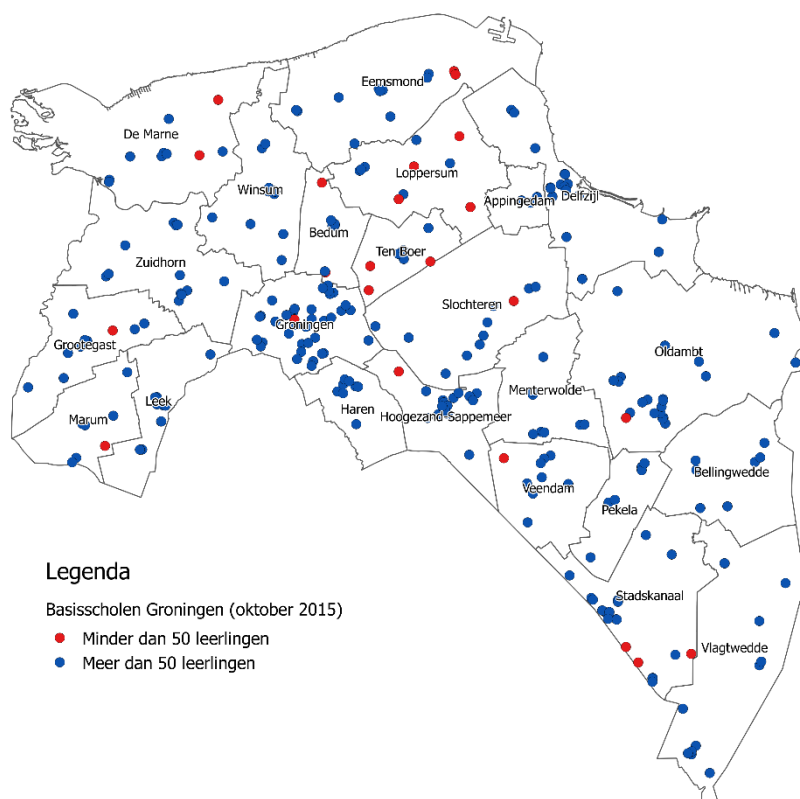 Eemsmond
De Marne
Loppersum
Winsum
Appingedam
Delfzijl
Bedum
Ten Boer
Zuidhorn
Slochteren
Groningen
Grootegast
Oldambt
Menterwolde
Leek
Haren
Hoogezand-Sappemeer
Marum
Bellingwedde
Veendam
Pekela
Legenda
Stadskanaal
Basisscholen Groningen (oktober 2015)
Minder dan 50 leerlingen
Vlagtwedde
Meer dan 50 leerlingen